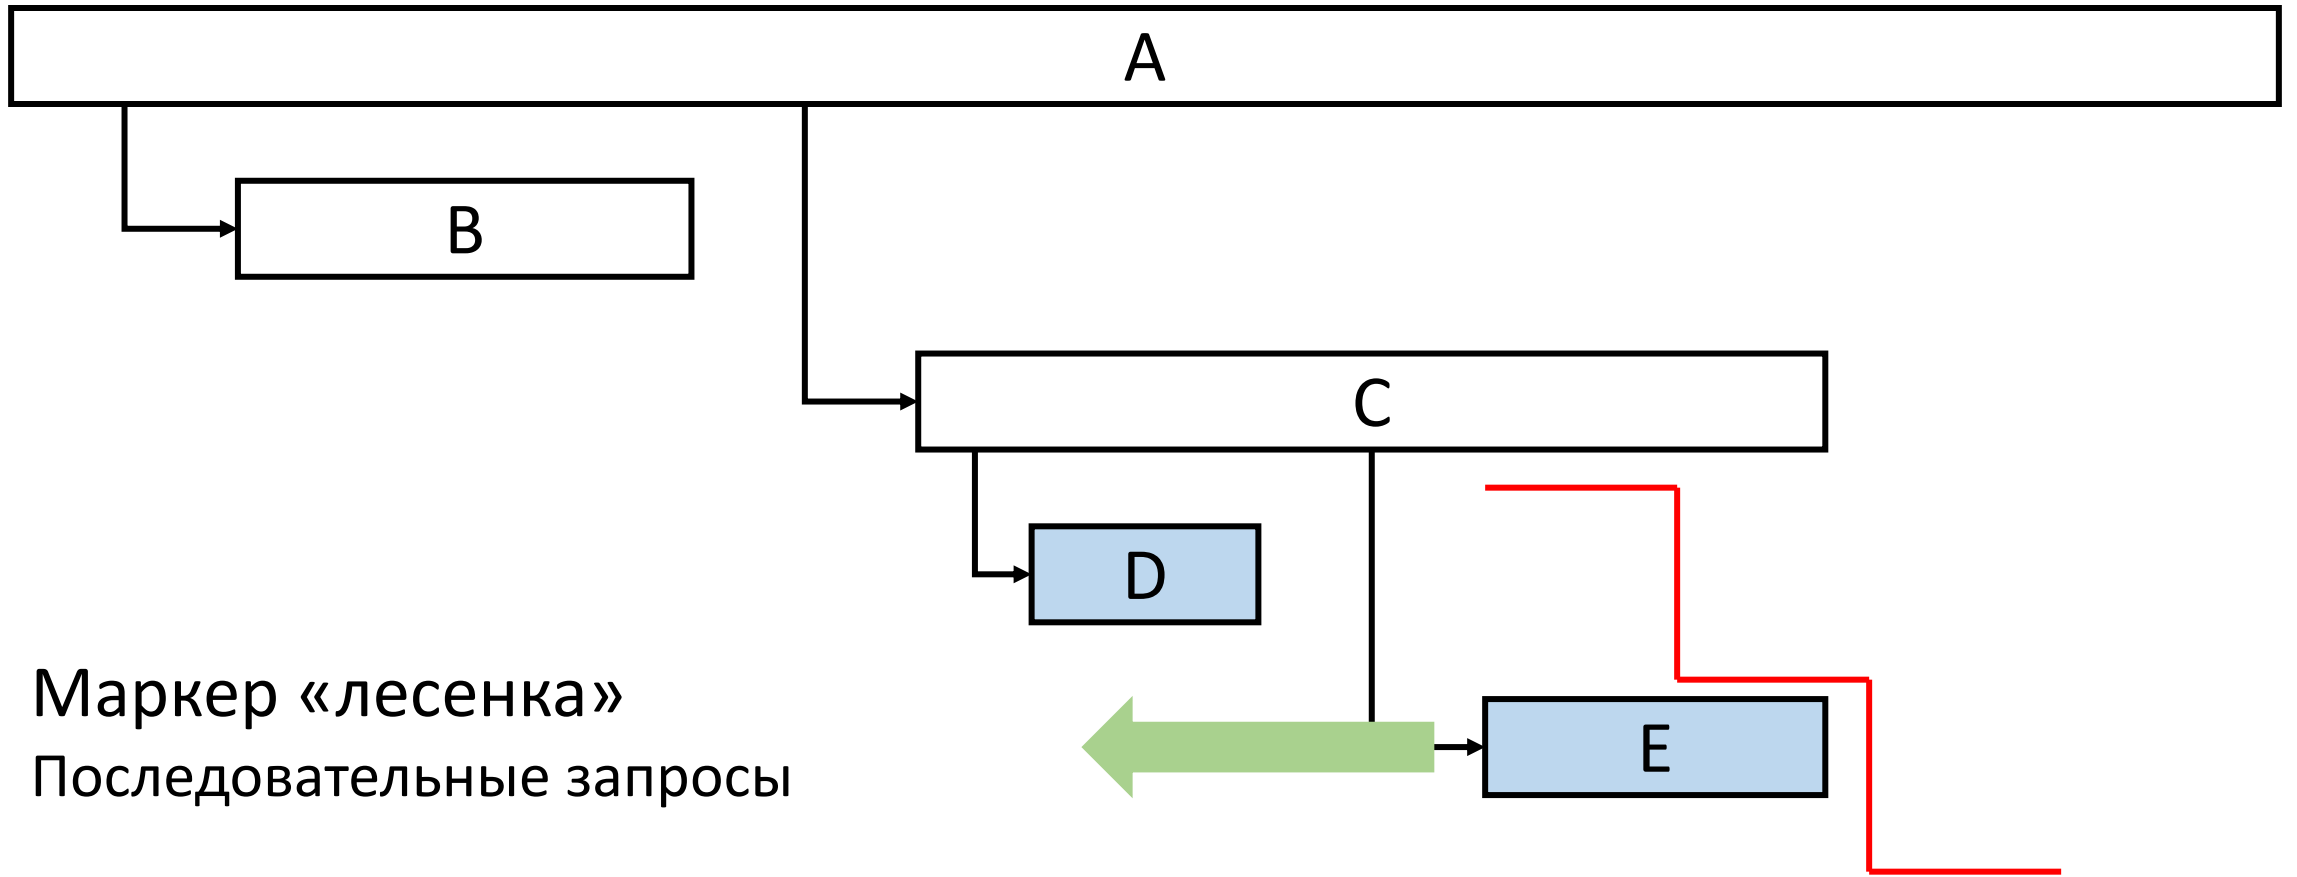 A
B
C
D
E
Маркер «лесенка»
Последовательные запросы